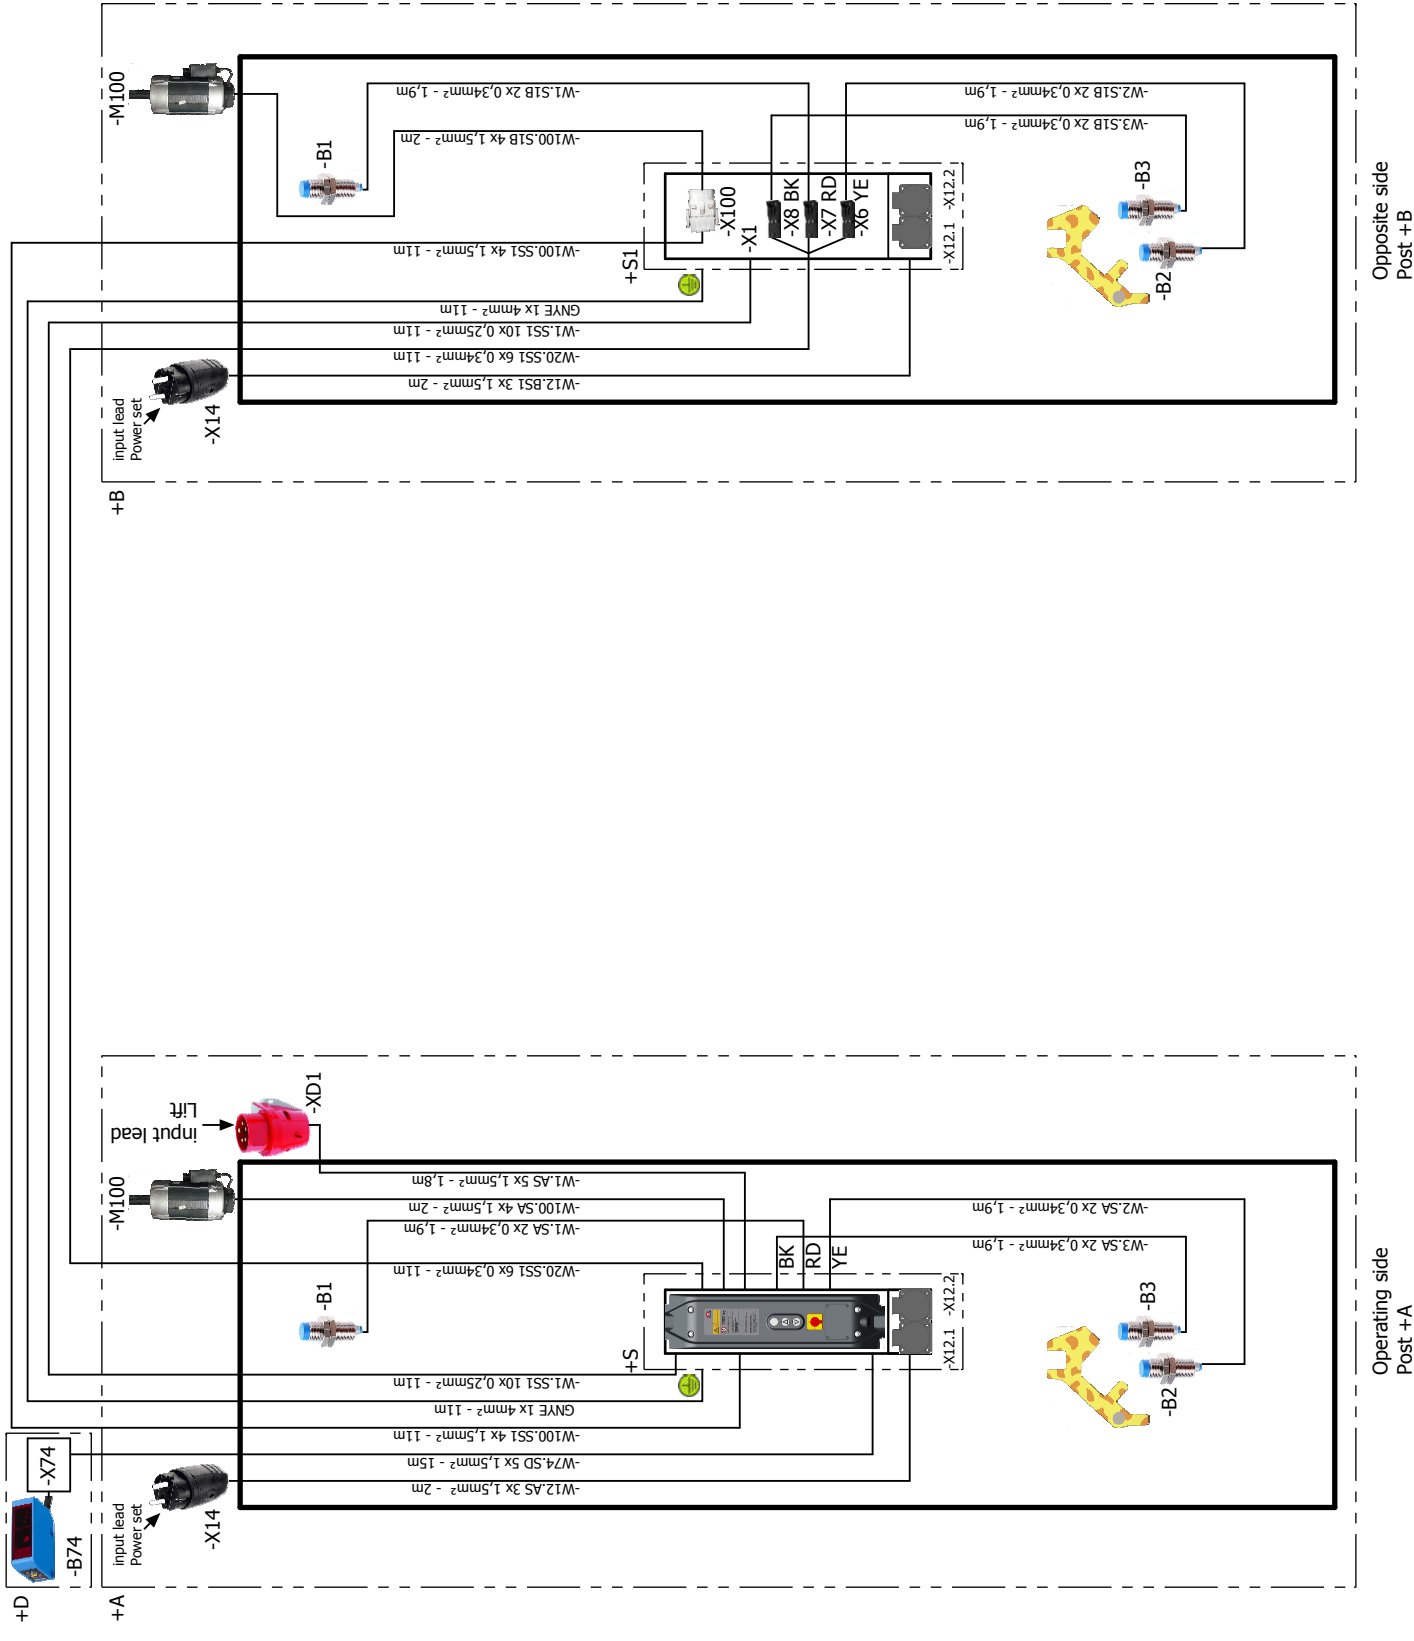 -M100
-W1.S1B 2x 0,34mm² - 1,9m
-W2.S1B 2x 0,34mm² - 1,9m
-W3.S1B 2x 0,34mm² - 1,9m
-W100.S1B 4x 1,5mm² - 2m
-B1
-B3
-B2
+S1
-X100
-X1
-X8 BK
-X7 RD
-X6 YE
-X12.1
-X12.2
-W100.SS1 4x 1,5mm² - 11m
GNYE 1x 4mm² - 11m
-W1.SS1 10x 0,25mm² - 11m
-W20.SS1 6x 0,34mm² - 11m
-W12.BS1 3x 1,5mm² - 2m
input lead
Power set
-X14
+B
Opposite side
Post +B
-XD1
input lead
Lift
-M100
-W1.AS 5x 1,5mm² - 1,8m
-W100.SA 4x 1,5mm² - 2m
-W1.SA 2x 0,34mm² - 1,9m
-W2.SA 2x 0,34mm² - 1,9m
-W3.SA 2x 0,34mm² - 1,9m
-W20.SS1 6x 0,34mm² - 11m
BK
RD
YE
-B1
-B3
-B2
+S
-X12.1
-X12.2
-W1.SS1 10x 0,25mm² - 11m
GNYE 1x 4mm² - 11m
-W100.SS1 4x 1,5mm² - 11m
-W74.SD 5x 1,5mm² - 15m
-W12.AS 3x 1,5mm² - 2m
-X74
-B74
input lead
Power set
-X14
+D
+A
Operating side
Post +A